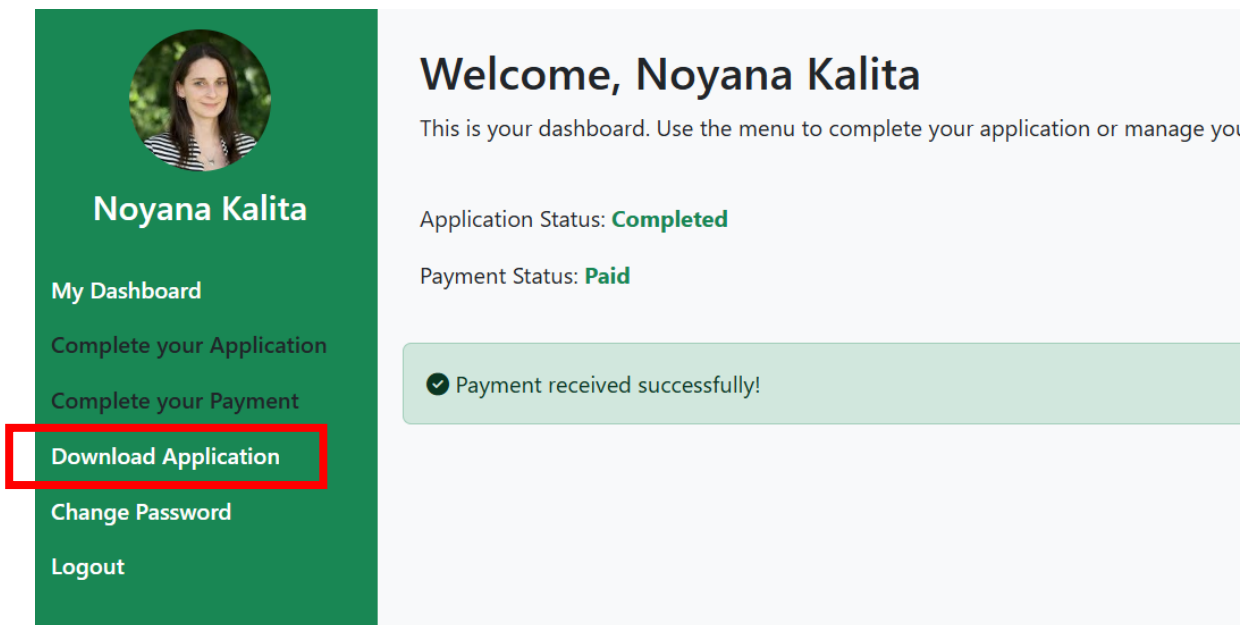 Noyana Kalita
My Dashboard
Complete your Application
Complete your Payment
Download Application
Change Password
Logout
Welcome, Noyana Kalita
This is your dashboard. Use the menu to complete your application or manage
Application Status: Completed
Payment Status: Paid
Payment received successfully!